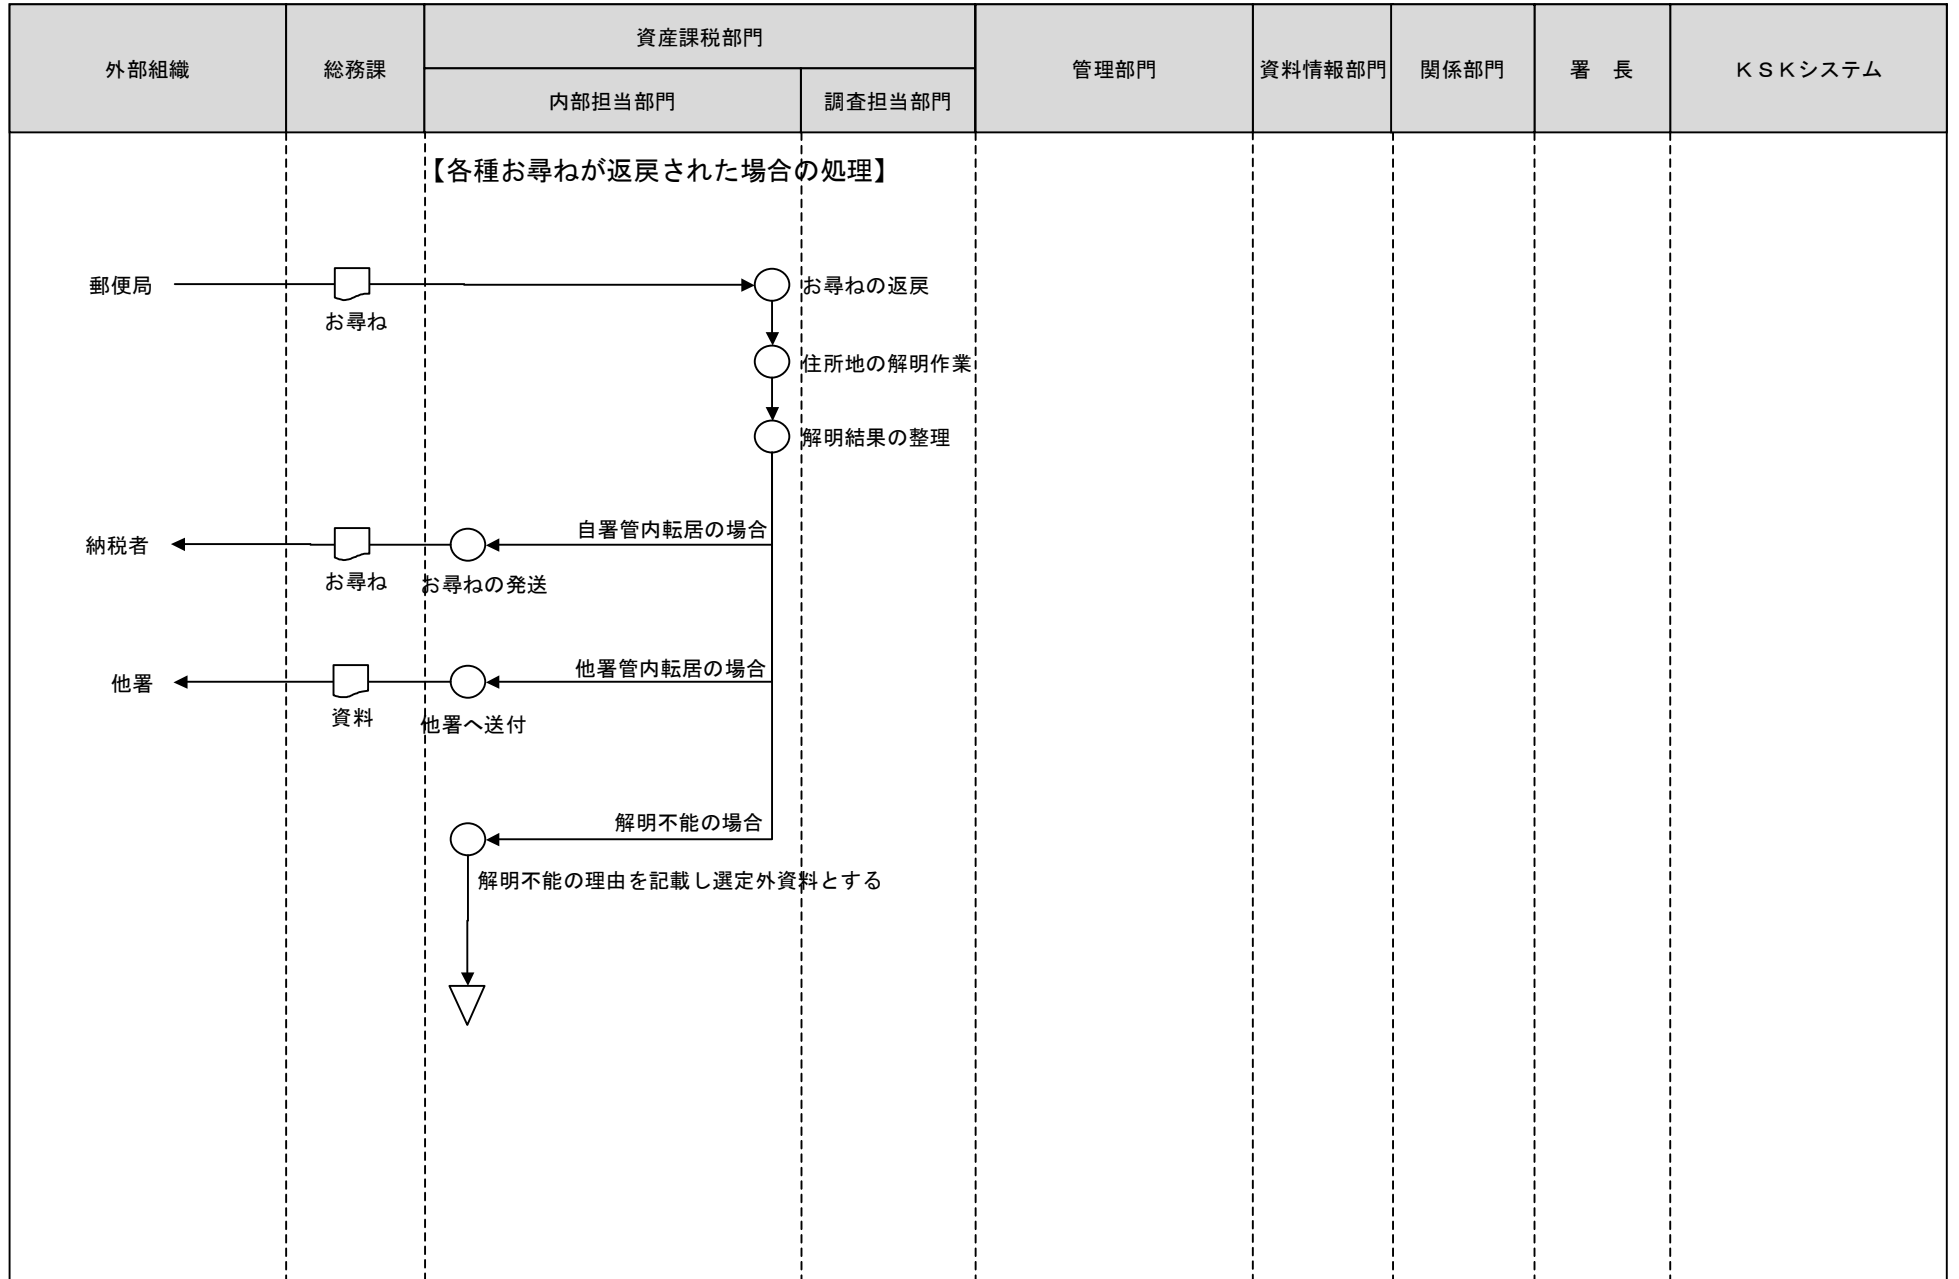 外部組織
総務課
資産課税部門
内部担当部門
調査担当部門
管理部門
資料情報部門
関係部門
署　長
ＫＳＫシステム
【各種お尋ねが返戻された場合の処理】
郵便局
お尋ね
お尋ねの返戻
住所地の解明作業
解明結果の整理
自署管内転居の場合
納税者
お尋ね
お尋ねの発送
他署管内転居の場合
他署
資料
他署へ送付
解明不能の場合
解明不能の理由を記載し選定外資料とする